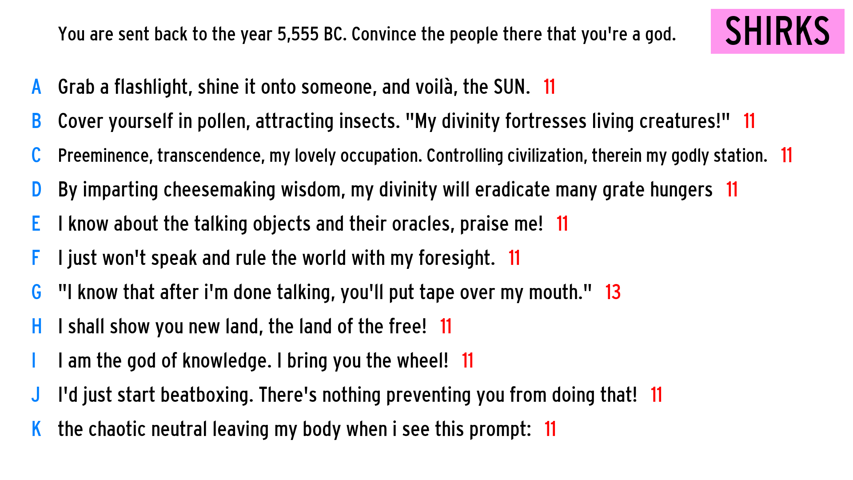 You are sent back to the year 5,555 BC. Convince the people there that you're a god.
SHIRKS
A Grab a flashlight, shine it onto someone, and voilà, the SUN. 11
B Cover yourself in pollen, attracting insects. "My divinity fortresses living creatures!" 11
C Preeminence, transcendence, my lovely occupation. Controlling civilization, therein my godly station. 11
D By imparting cheesemaking wisdom, my divinity will eradicate many grate hungers 11
E I know about the talking objects and their oracles, praise me! 11
F I just won't speak and rule the world with my foresight. 11
G "I know that after i'm done talking, you'll put tape over my mouth." 13
H I shall show you new land, the land of the free! 11
I I am the god of knowledge. I bring you the wheel! 11
J I'd just start beatboxing. There's nothing preventing you from doing that! 11
K the chaotic neutral leaving my body when i see this prompt: 11